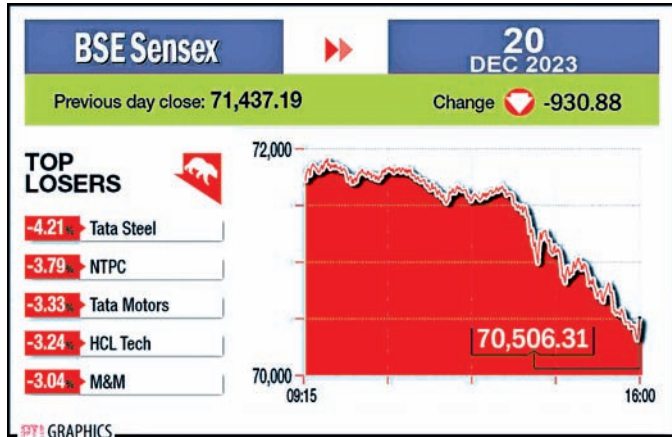 BSE Sensex
20
DEC 2023
Previous day close: 71,437.19
Change -930.88
TOP
LOSERS
-4.21% Tata Steel
-3.79% NTPC
-3.33% Tata Motors
-3.24% HCL Tech
-3.04% M&M
72,000
70,506.31
70,000
09:15
16:00
PTI GRAPHICS